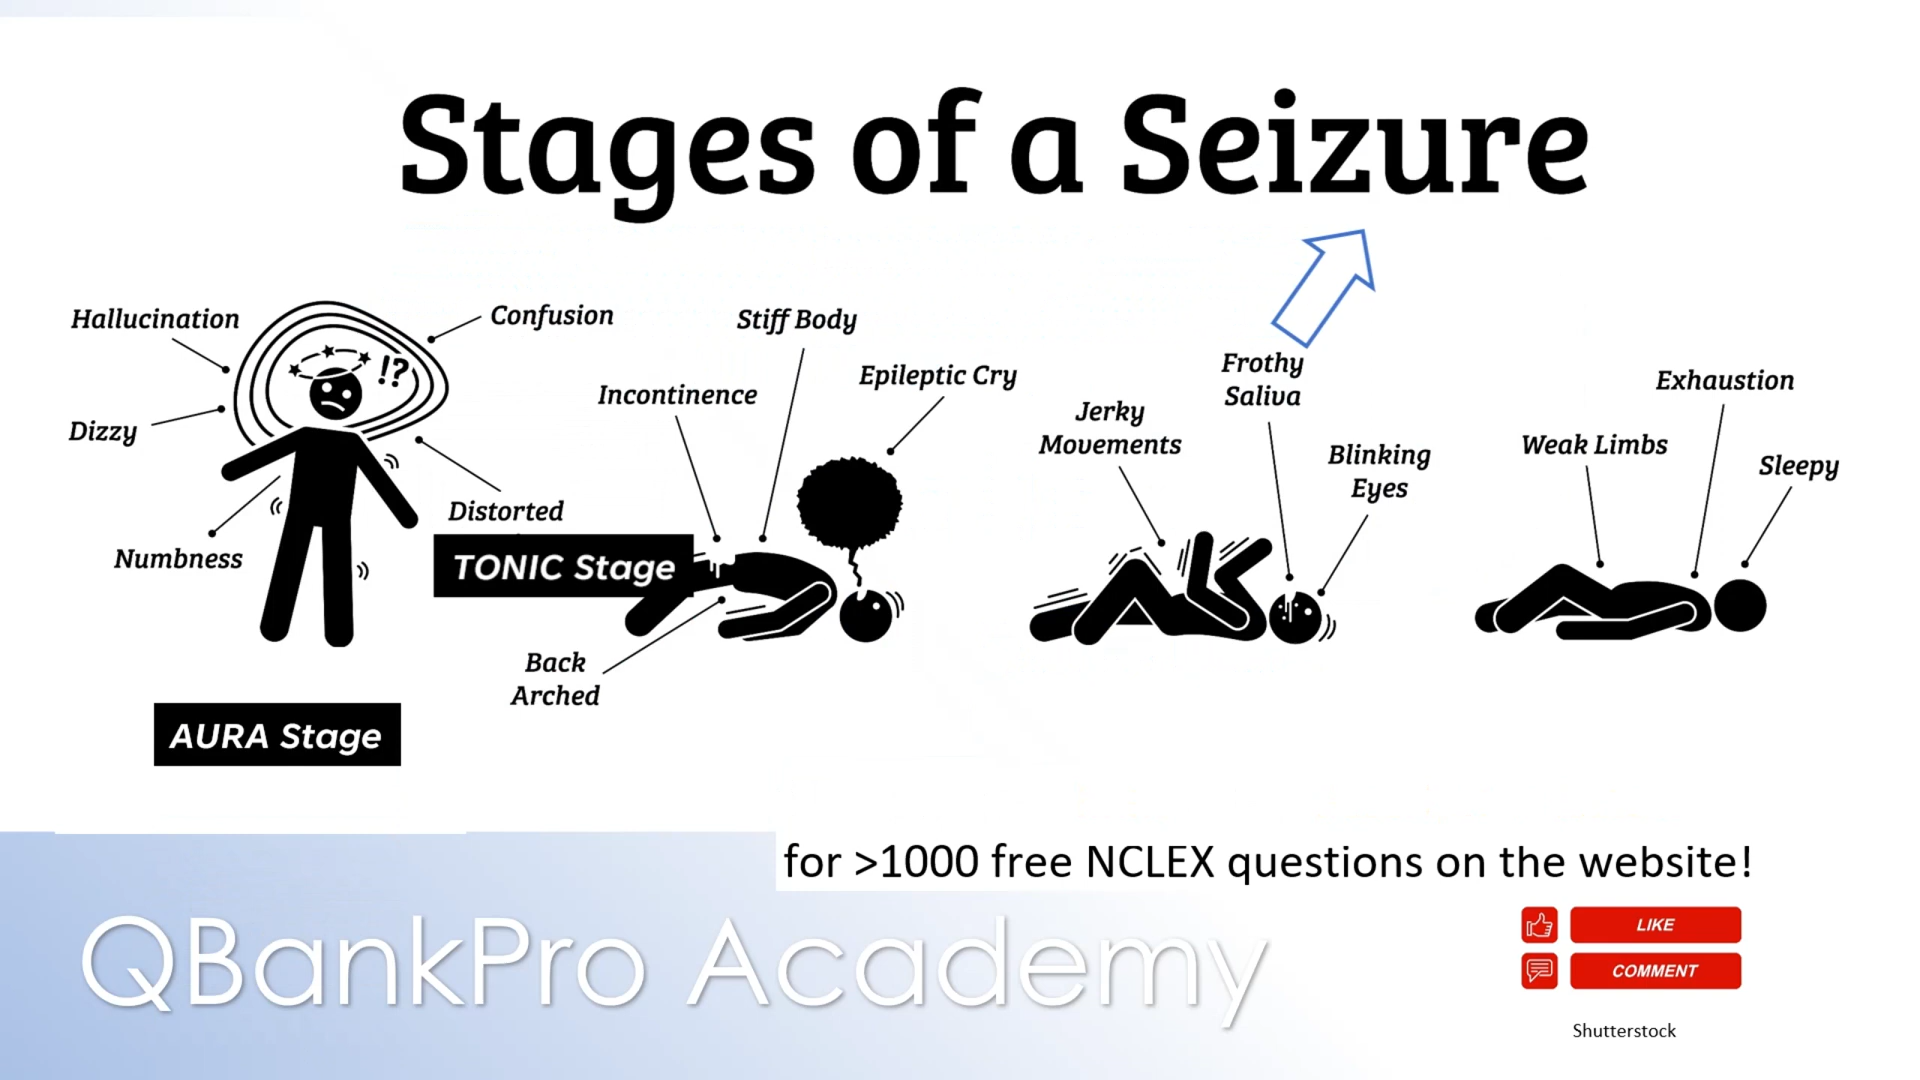 Stages of a Seizure
Hallucination
Confusion
Dizzy
!?
Numbness
Distorted
AURA Stage
Stiff Body
Incontinence
Epileptic Cry
TONIC Stage
Back
Arched
Jerky
Movements
Frothy
Saliva
Blinking
Eyes
Weak Limbs
Exhaustion
Sleepy
for >1000 free NCLEX questions on the website!
QBankPro Academy
LIKE
COMMENT
Shutterstock